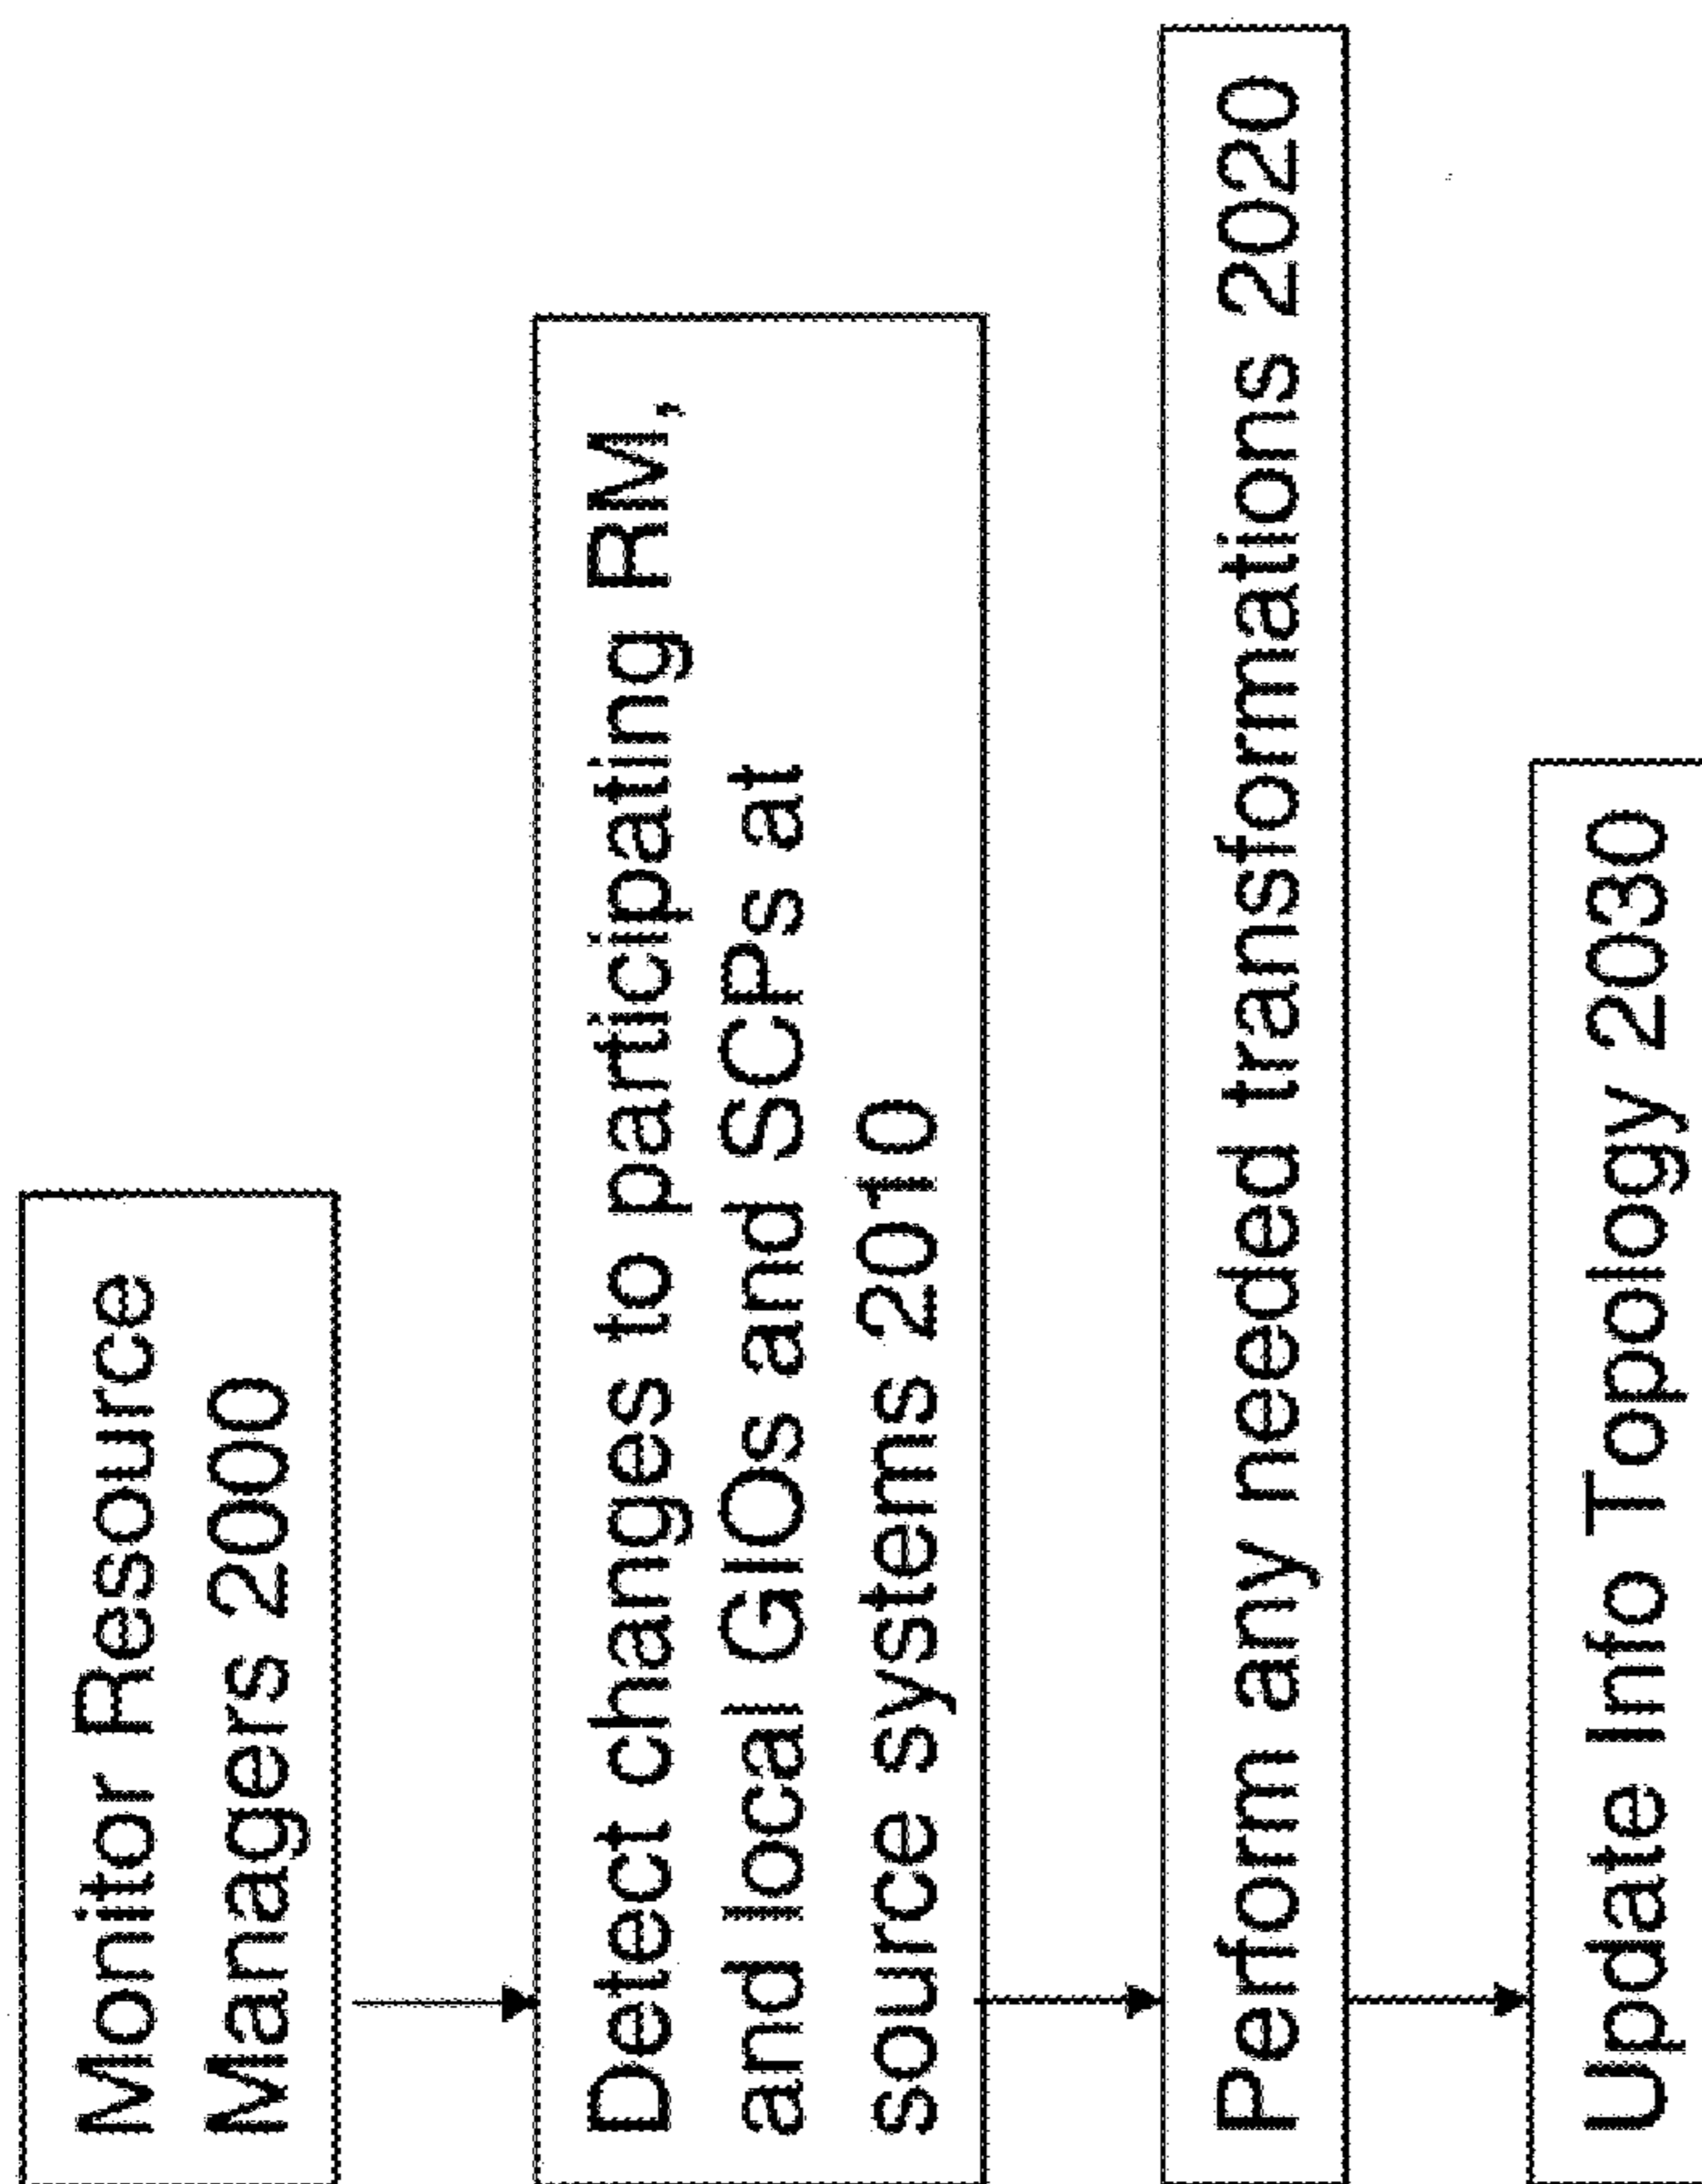 Monitor Resource
Managers 2000
Detect changes to participating RM,
and local GIOs and SCPs at
source systems 2010
Perform any needed transformations 2020
Update Info Topology 2030